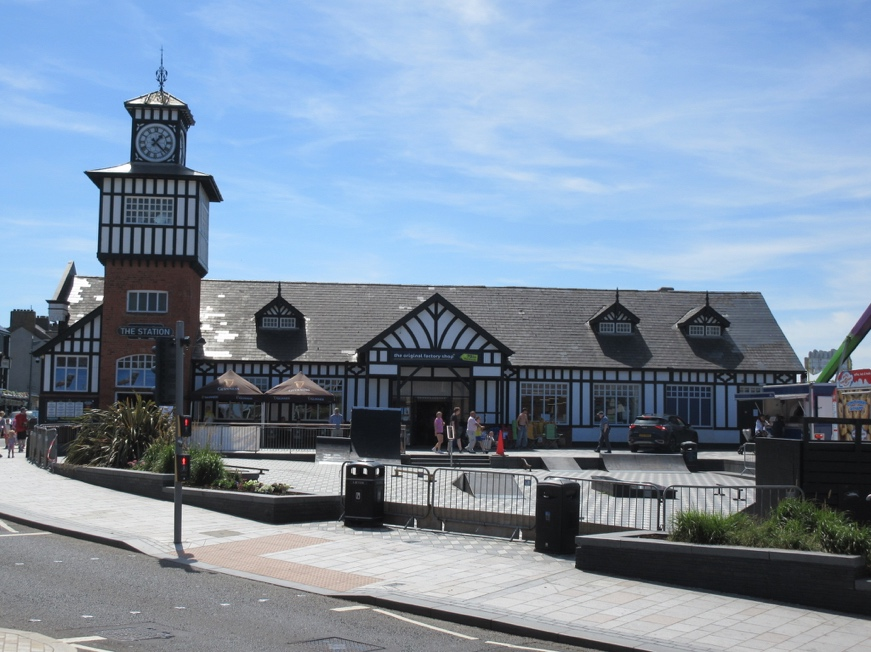 THE STATION
the original factory shop